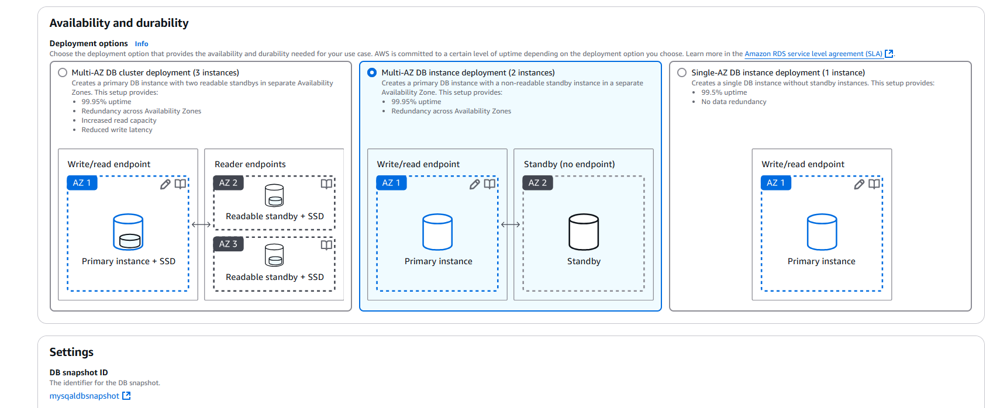 Availability and durability
Deployment options Info
Choose the deployment option that provides the availability and durability needed for your use case. AWS is committed to a certain level of uptime depending on the deployment option you choose. Learn more in the Amazon RDS service level agreement (SLA).
Multi-AZ DB cluster deployment (3 instances)
Creates a primary DB instance with two readable standbys in separate Availability
Zones. This setup provides:
• 99.95% uptime
• Redundancy across Availability Zones
• Increased read capacity
• Reduced write latency
Write/read endpoint
AZ 1
Primary instance + SSD
Reader endpoints
AZ 2
Readable standby + SSD
AZ 3
Readable standby + SSD
Multi-AZ DB instance deployment (2 instances)
Creates a primary DB instance with a non-readable standby instance in a separate
Availability Zone. This setup provides:
• 99.95% uptime
• Redundancy across Availability Zones
Write/read endpoint
AZ 1
Primary instance
Standby (no endpoint)
AZ 2
Standby
Single-AZ DB instance deployment (1 instance)
Creates a single DB instance without standby instances. This setup provides:
• 99.5% uptime
• No data redundancy
Write/read endpoint
AZ 1
Primary instance
Settings
DB snapshot ID
The identifier for the DB snapshot.
mysqaldbsnapshot